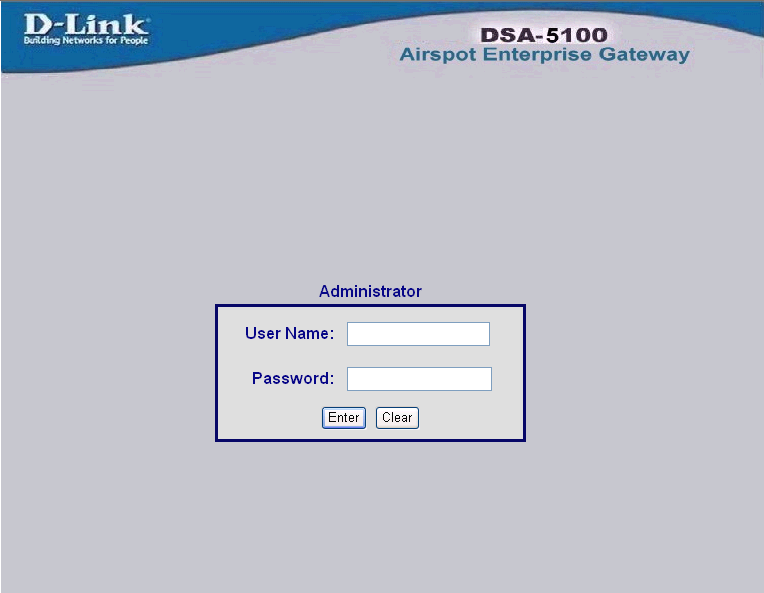 D-Link
Building Networks for People
DSA-5100
Airspot Enterprise Gateway
Administrator
User Name:
Password:
Enter Clear